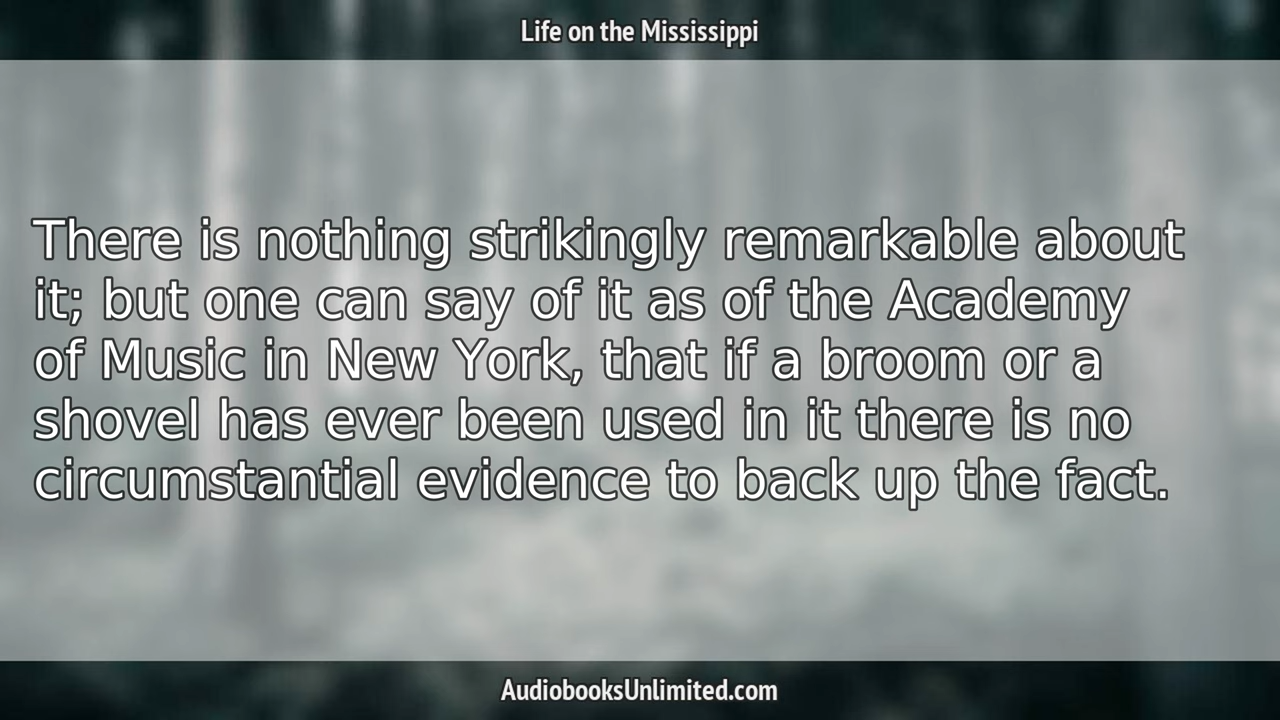 Life on the Mississippi
There is nothing strikingly remarkable about
it; but one can say of it as of the Academy
of Music in New York, that if a broom or a
shovel has ever been used in it there is no
circumstantial evidence to back up the fact.
AudiobooksUnlimited.com